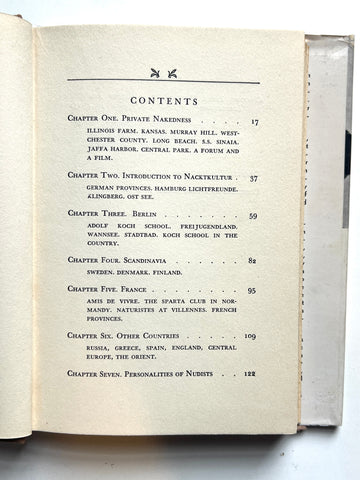 CONTENTS
Chapter One. Private Nakedness . . . . 17
ILLINOIS FARM. KANSAS. MURRAY HILL. WEST-
CHESTER COUNTY. LONG BEACH. S.S. SINAIA.
JAFFA HARBOR. CENTRAL PARK. A FORUM AND
A FILM.
Chapter Two. Introduction to Nacktkultur . 37
GERMAN PROVINCES. HAMBURG LICHTFREUNDE.
KLINGBERG. OST SEE.
Chapter Three. Berlin . . . . . . . 59
ADOLF KOCH SCHOOL. FREIJUGENDLAND.
WANNSEE. STADTBAD. KOCH SCHOOL IN THE
COUNTRY.
Chapter Four. Scandinavia . . . . . . 82
SWEDEN. DENMARK. FINLAND.
Chapter Five. France . . . . . . . 95
AMIS DE VIVRE. THE SPARTA CLUB IN NOR-
MANDY. NATURISTES AT VILLENNES. FRENCH
PROVINCES.
Chapter Six. Other Countries . . . . . 109
RUSSIA, GREECE, SPAIN, ENGLAND, CENTRAL
EUROPE, THE ORIENT.
Chapter Seven. Personalities of Nudists . . 122